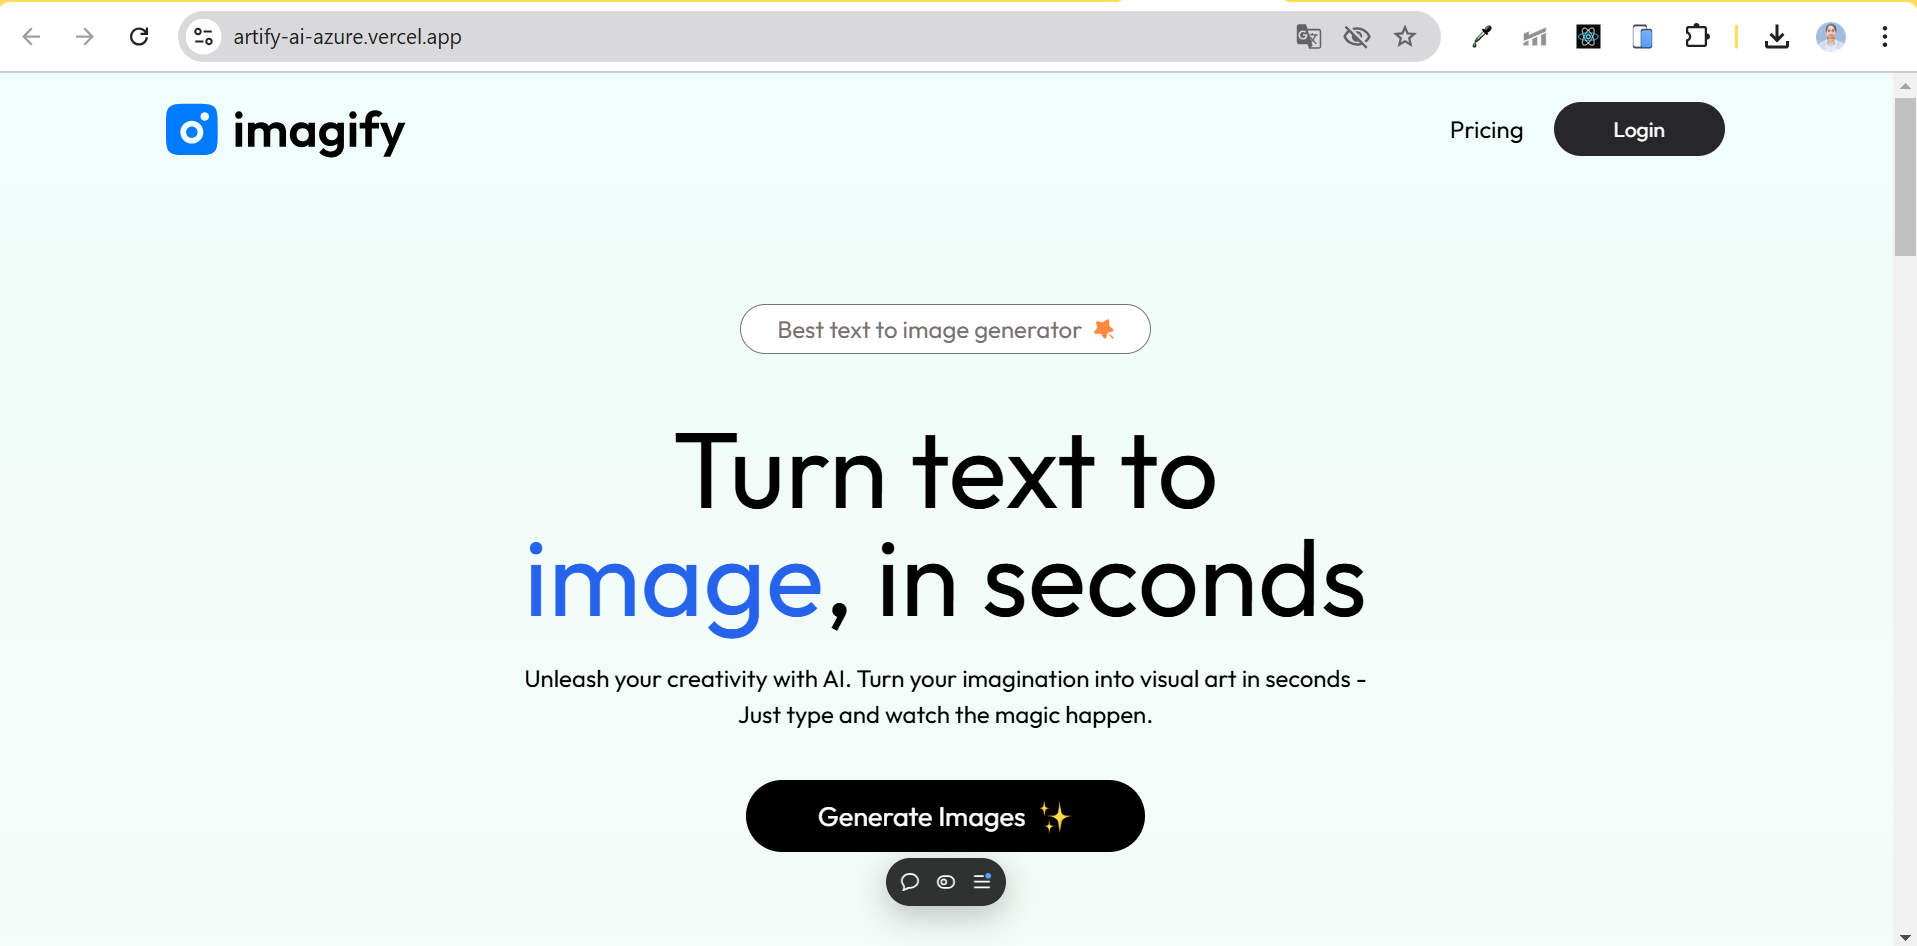 artify-ai-azure.vercel.app
imagify
Pricing
Login
Best text to image generator
Turn text to
image, in seconds
Unleash your creativity with AI. Turn your imagination into visual art in seconds -
Just type and watch the magic happen.
Generate Images